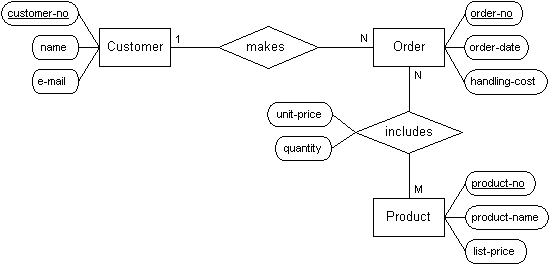 customer-no
name
e-mail
Customer
1
makes
N
Order
order-no
order-date
handling-cost
N
unit-price
quantity
includes
M
Product
product-no
product-name
list-price